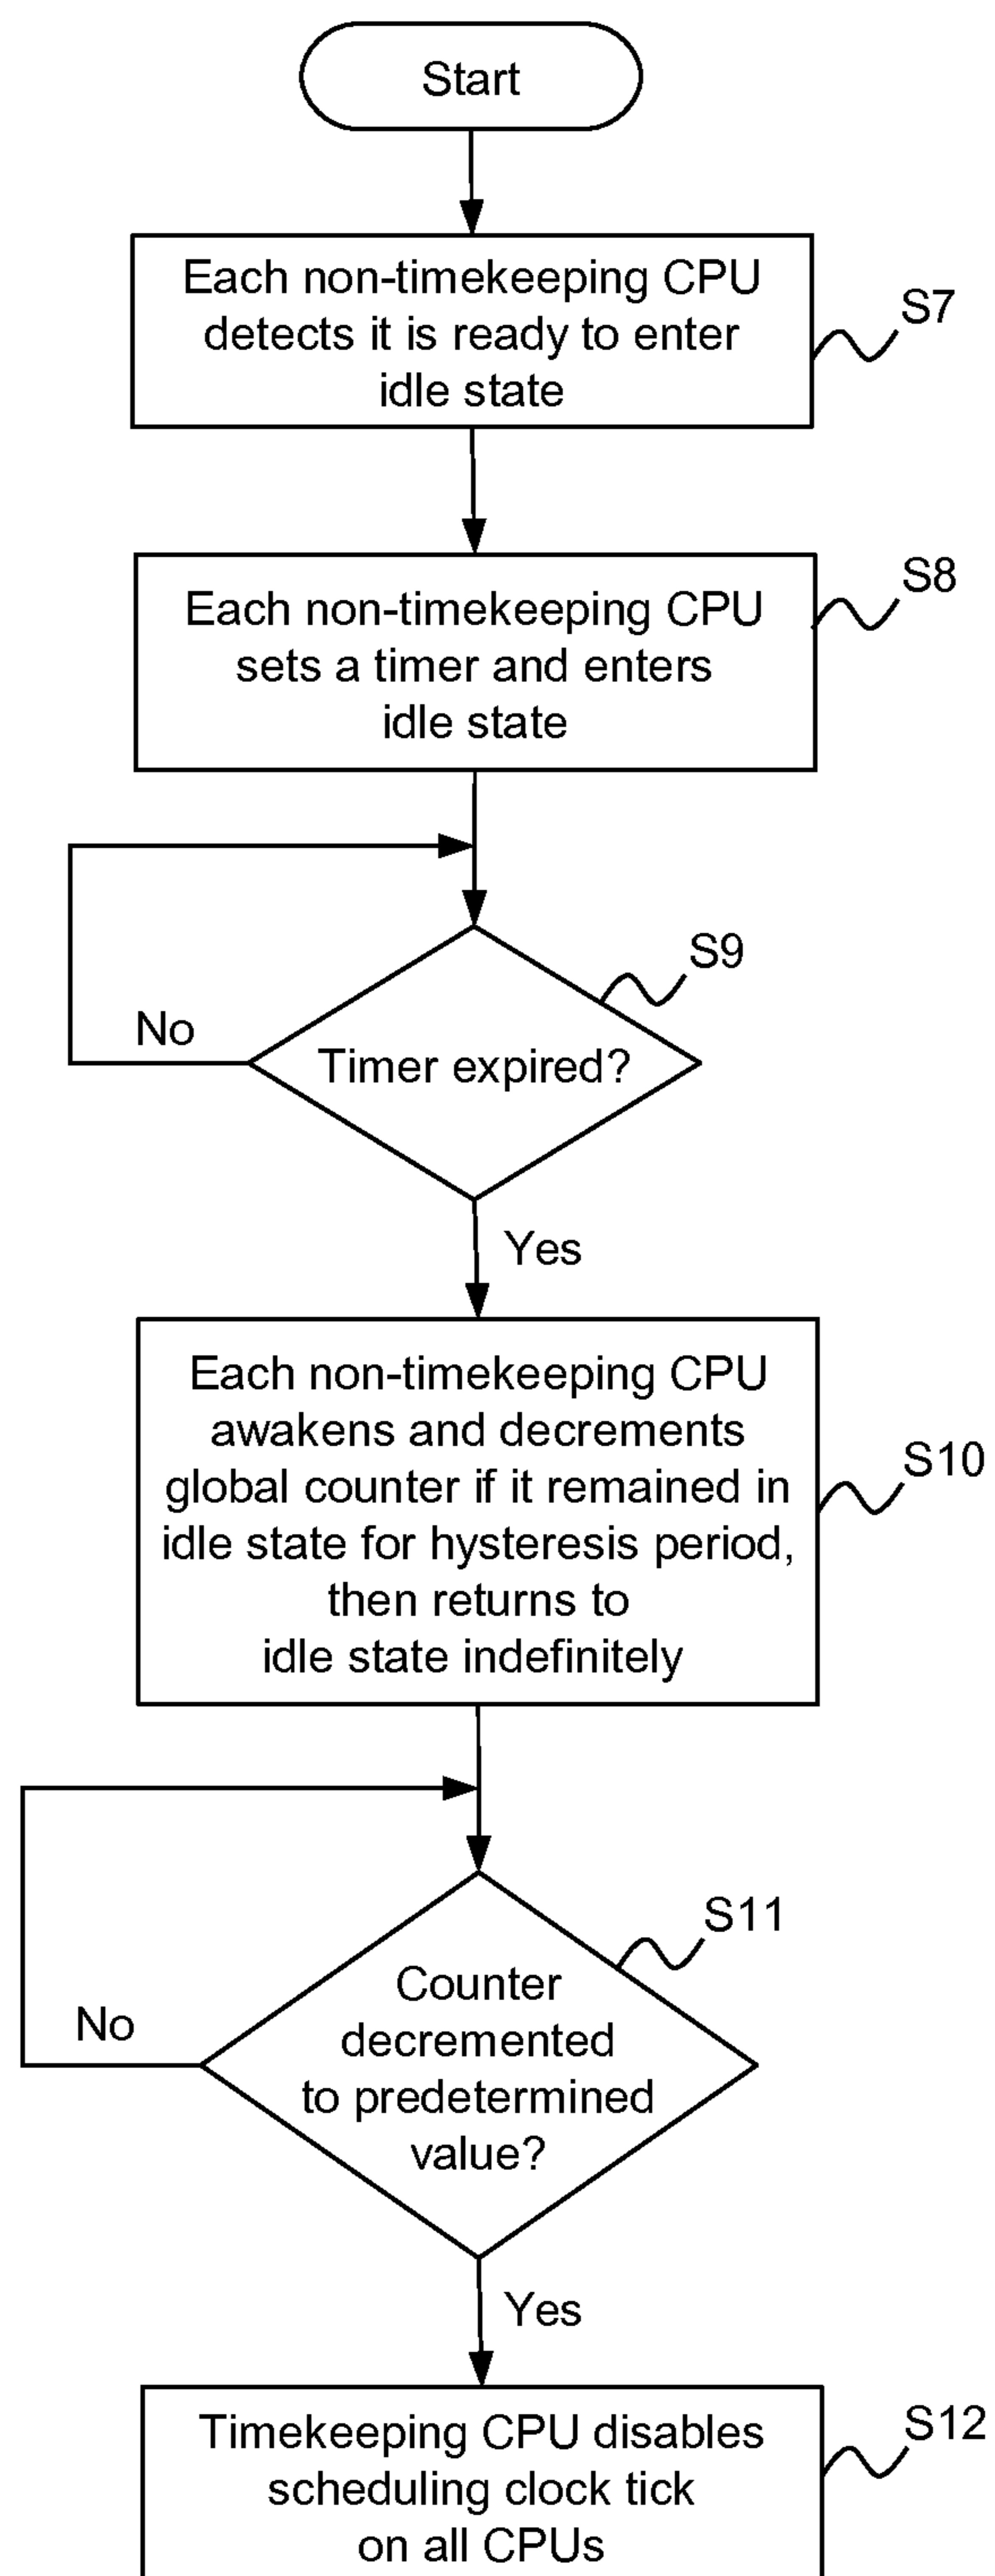 Start
Each non-timekeeping CPU
detects it is ready to enter
idle state
S7
Each non-timekeeping CPU
sets a timer and enters
idle state
S8
S9
No
Timer expired?
Yes
Each non-timekeeping CPU
awakens and decrements
global counter if it remained in
idle state for hysteresis period,
then returns to
idle state indefinitely
S10
S11
Counter
decremented
to predetermined
value?
No
Yes
Timekeeping CPU disables
scheduling clock tick
on all CPUs
S12